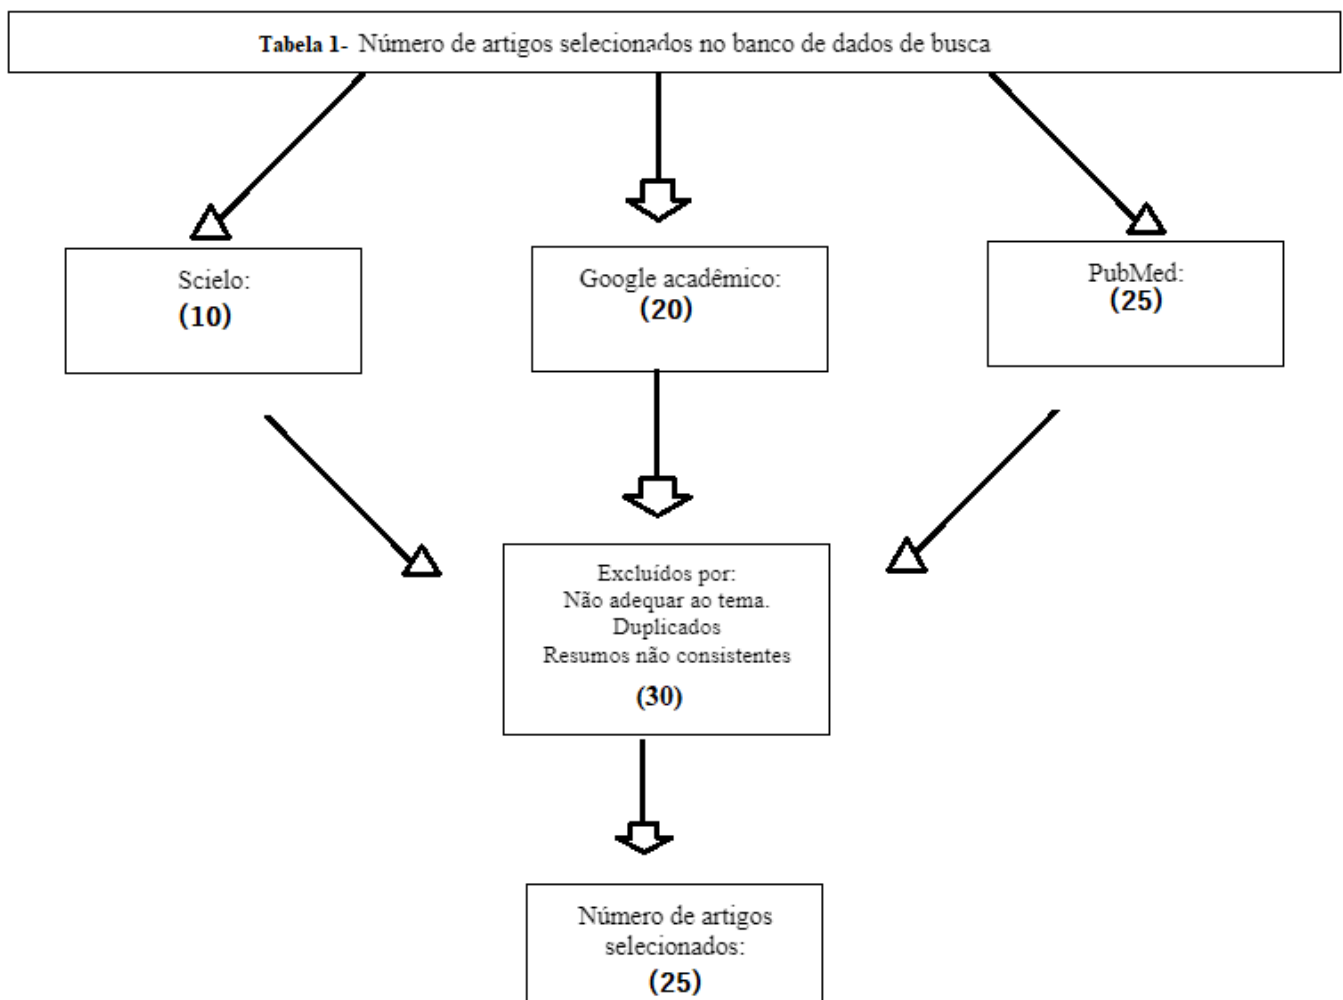 Tabela 1- Número de artigos selecionados no banco de dados de busca
Scielo:
(10)
Google acadêmico:
(20)
PubMed:
(25)
Excluídos por:
Não adequar ao tema.
Duplicados
Resumos não consistentes
(30)
Número de artigos
selecionados:
(25)